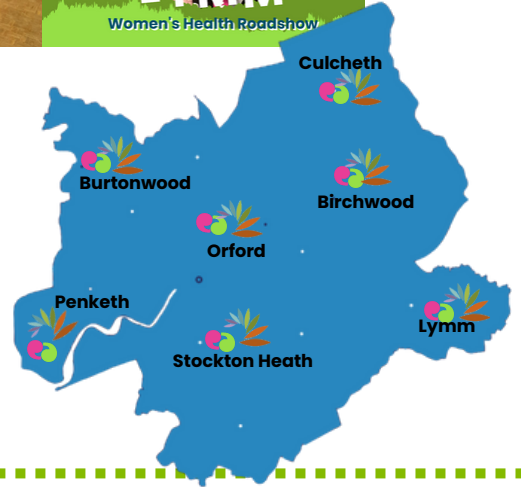 Women's Health Roadshow
Culcheth
Burtonwood
Birchwood
Orford
Penketh
Lymm
Stockton Heath